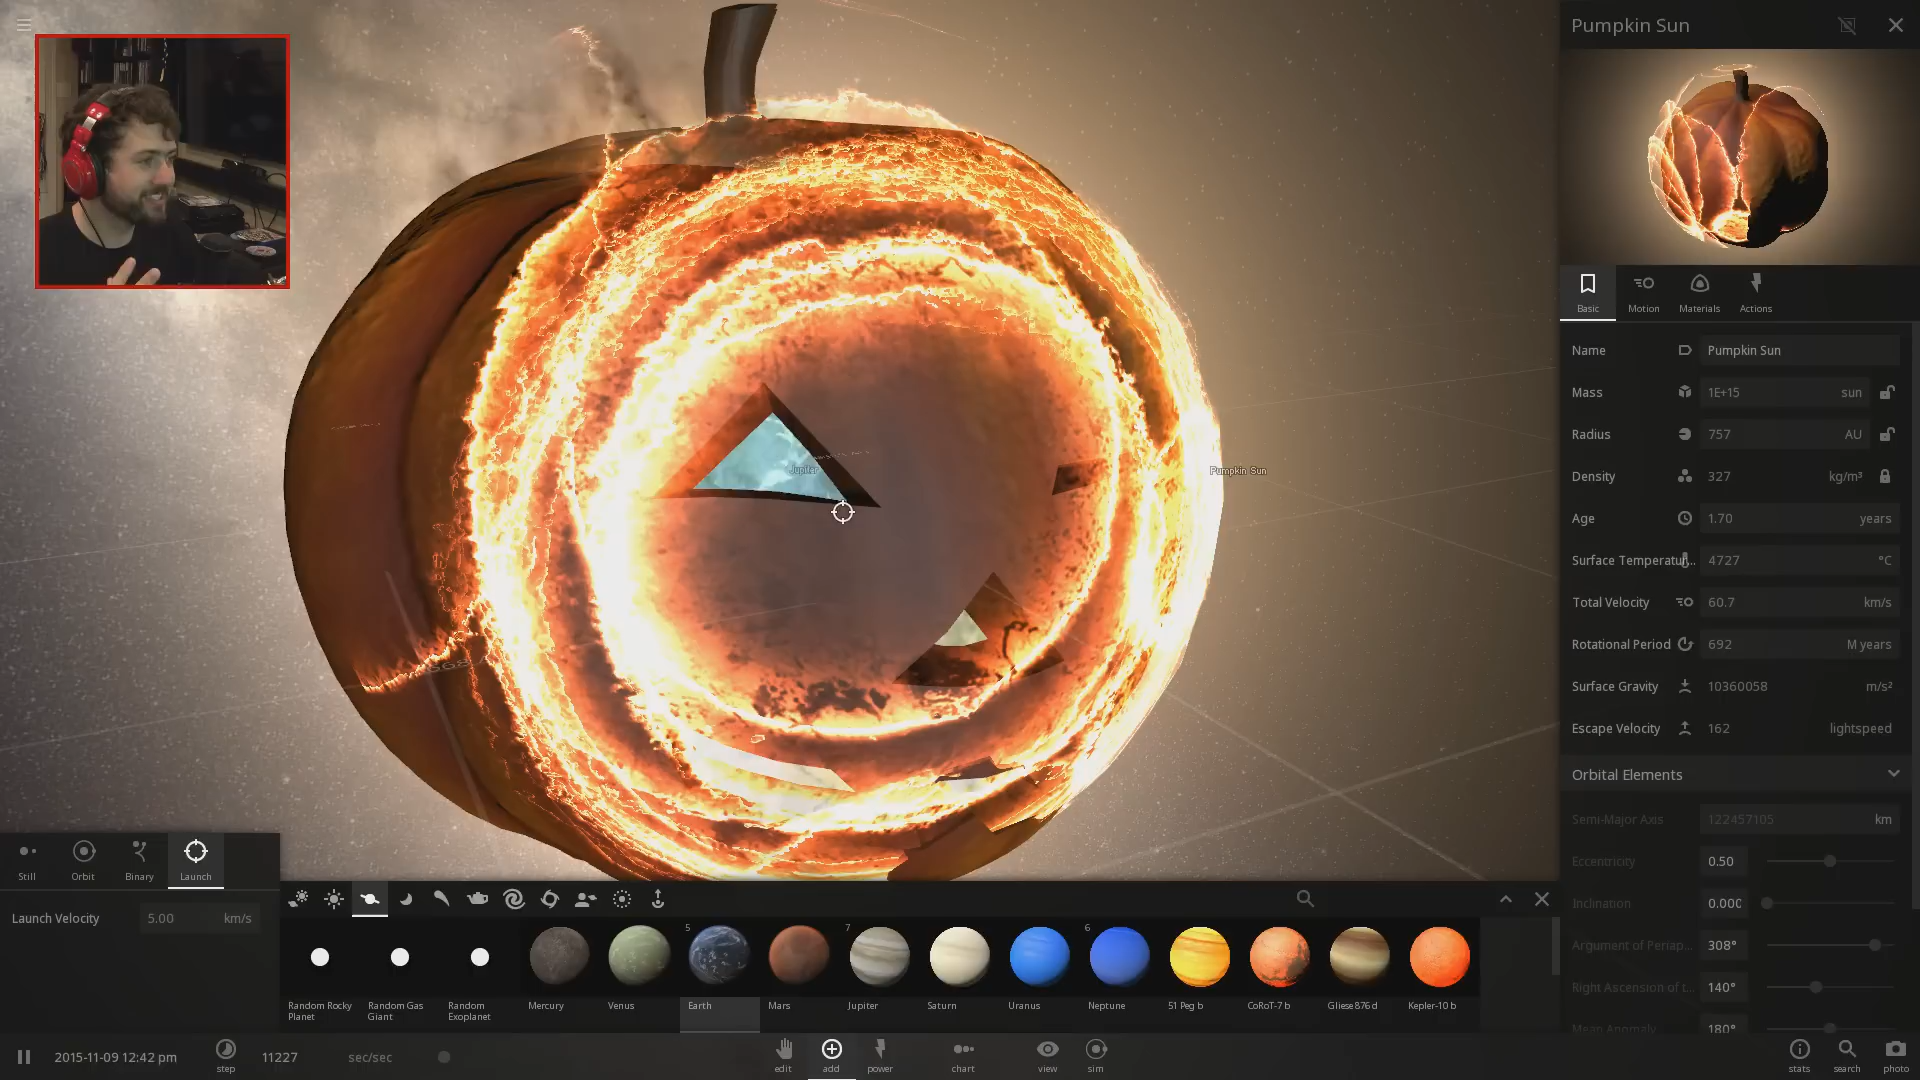 Pumpkin Sun
Basic
Motion
Materials
Actions
Name
Pumpkin Sun
Mass
1E+15
sun
Radius
757
AU
Density
327
kg/m³
Age
1.70
years
Surface Temperatur...
4727
°C
Total Velocity
60.7
km/s
Rotational Period
692
M years
Surface Gravity
10360058
m/s²
Escape Velocity
162
lightspeed
Orbital Elements
Semi-Major Axis
122457105
km
Eccentricity
0.50
Inclination
0.000
Argument of Periap...
308°
Right Ascension of t...
140°
Mean Anomaly
180°
Jupiter
Pumpkin Sun
Still
Orbit
Binary
Launch
Launch Velocity
5.00
km/s
5
7
6
Random Rocky
Planet
Random Gas
Giant
Random
Exoplanet
Mercury
Venus
Earth
Mars
Jupiter
Saturn
Uranus
Neptune
51 Peg b
CoRoT-7 b
Gliese 876 d
Kepler-10 b
2015-11-09 12:42 pm
step
11227
sec/sec
edit
add
power
chart
view
sim
stats
search
photo